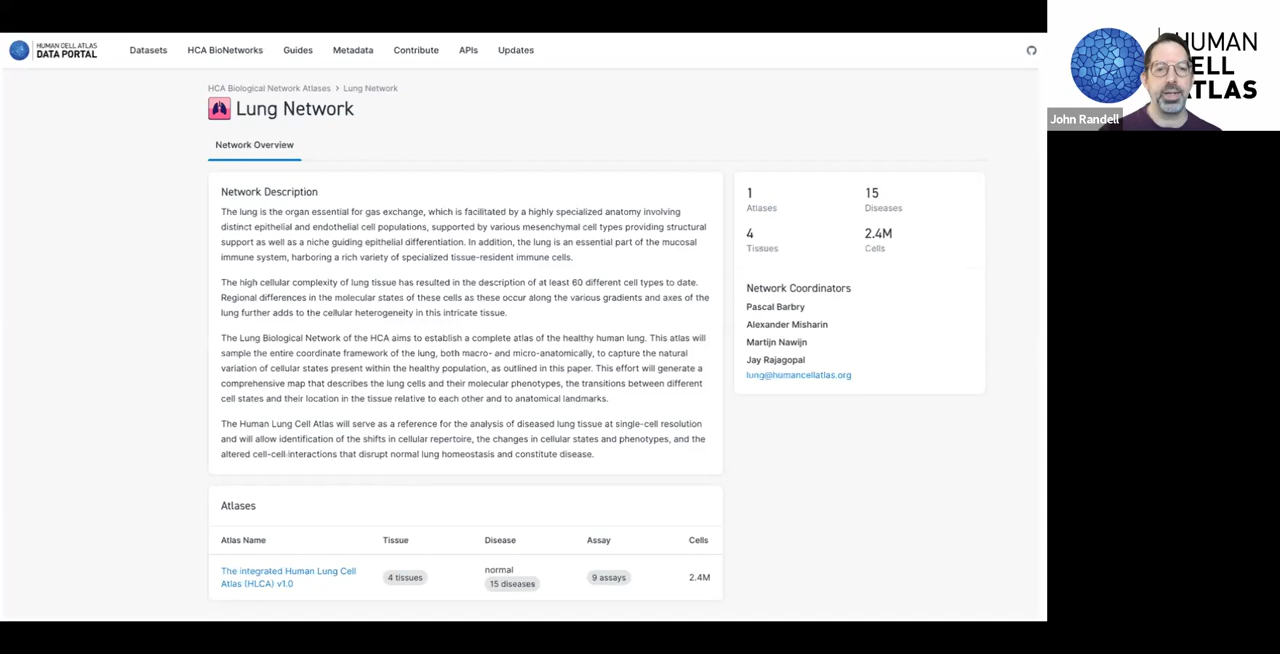 HUMAN CELL ATLAS
DATA PORTAL
Datasets
HCA BioNetworks
Guides
Metadata
Contribute
APIs
Updates
HCA Biological Network Atlases > Lung Network
Lung Network
Network Overview
Network Description
The lung is the organ essential for gas exchange, which is facilitated by a highly specialized anatomy involving
distinct epithelial and endothelial cell populations, supported by various mesenchymal cell types providing structural
support as well as a niche guiding epithelial differentiation. In addition, the lung is an essential part of the mucosal
immune system, harboring a rich variety of specialized tissue-resident immune cells.
The high cellular complexity of lung tissue has resulted in the description of at least 60 different cell types to date.
Regional differences in the molecular states of these cells as these occur along the various gradients and axes of the
lung further adds to the cellular heterogeneity in this intricate tissue.
The Lung Biological Network of the HCA aims to establish a complete atlas of the healthy human lung. This atlas will
sample the entire coordinate framework of the lung, both macro- and micro-anatomically, to capture the natural
variation of cellular states present within the healthy population, as outlined in this paper. This effort will generate a
comprehensive map that describes the lung cells and their molecular phenotypes, the transitions between different
cell states and their location in the tissue relative to each other and to anatomical landmarks.
The Human Lung Cell Atlas will serve as a reference for the analysis of diseased lung tissue at single-cell resolution
and will allow identification of the shifts in cellular repertoire, the changes in cellular states and phenotypes, and the
altered cell-cell interactions that disrupt normal lung homeostasis and constitute disease.
1 15
Atlases Diseases
4 2.4M
Tissues Cells
Network Coordinators
Pascal Barbry
Alexander Misharin
Martijn Nawijn
Jay Rajagopal
lung@humancellatlas.org
Atlases
Atlas Name Tissue Disease Assay Cells
The integrated Human Lung Cell
Atlas (HLCA) v1.0
4 tissues
normal
15 diseases
9 assays
2.4M
HUMAN
ELL
ATLAS
John Randell